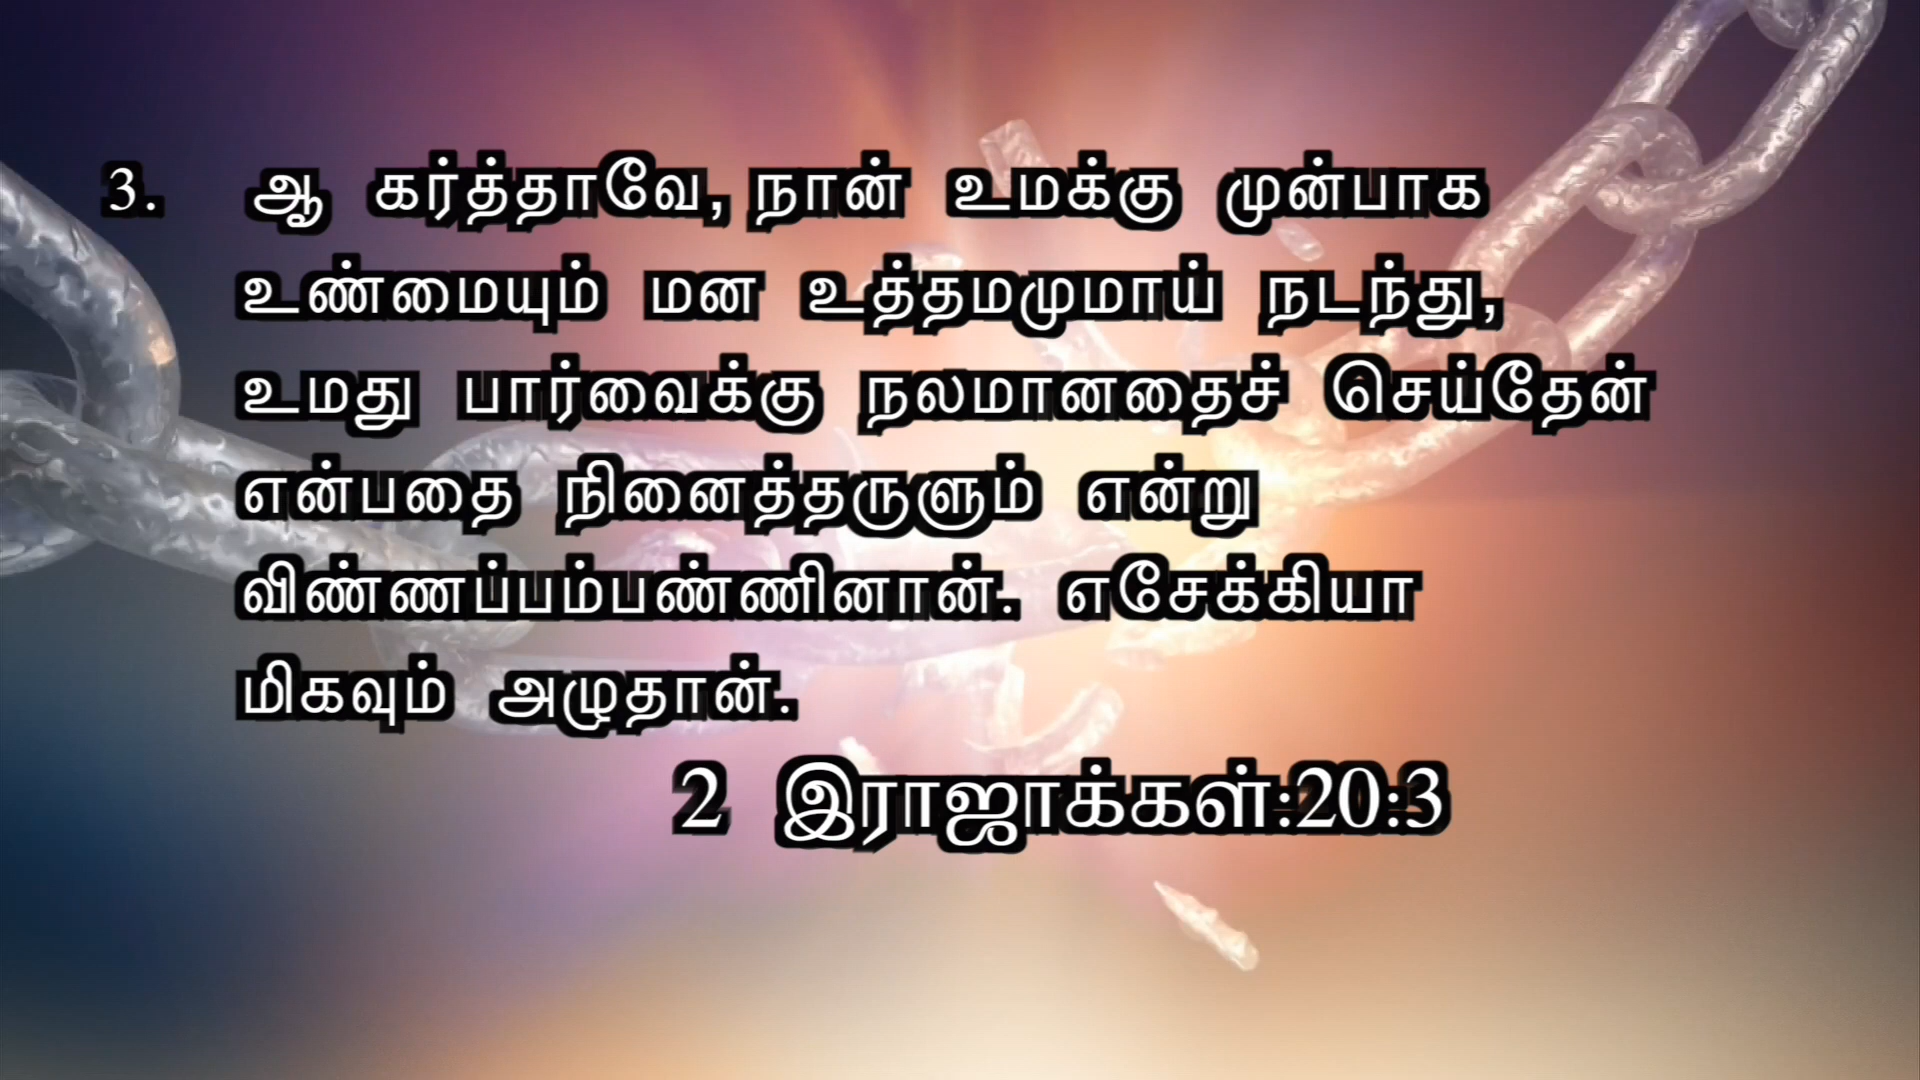 3. ஆ கர்த்தாவே, நான் உமக்கு முன்பாக
உண்மையும் மன உத்தமமுமாய் நடந்து,
உமது பார்வைக்கு நலமானதைச் செய்தேன்
என்பதை நினைத்தருளும் என்று
விண்ணப்பம்பண்ணினான். எசேக்கியா
மிகவும் அழுதான்.
2 இராஜாக்கள்:20:3